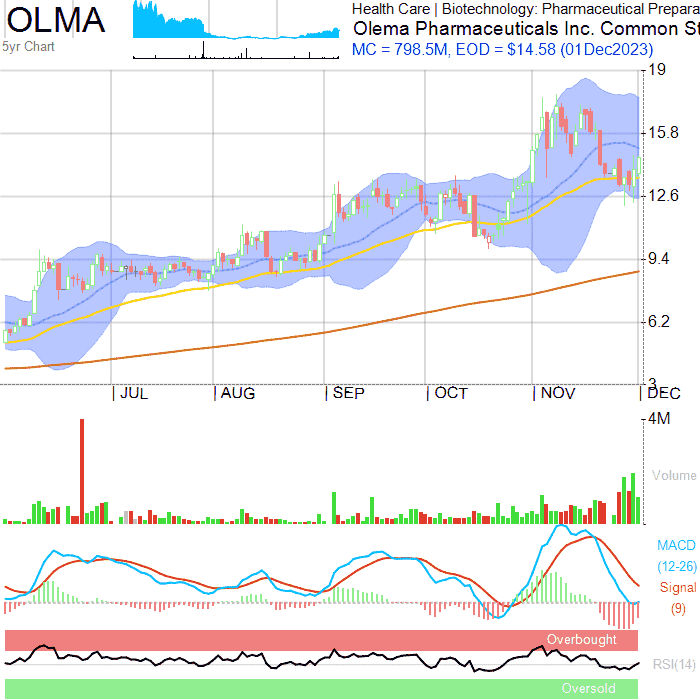 OLMA
5yr Chart
Health Care | Biotechnology: Pharmaceutical Prepara
Olema Pharmaceuticals Inc. Common St
MC = 798.5M, EOD = $14.58 (01Dec2023)
19
15.8
12.6
9.4
6.2
3
JUL AUG SEP OCT NOV DEC
4M
Volume
MACD
(12-26)
Signal
(9)
Overbought
RSI(14)
Oversold